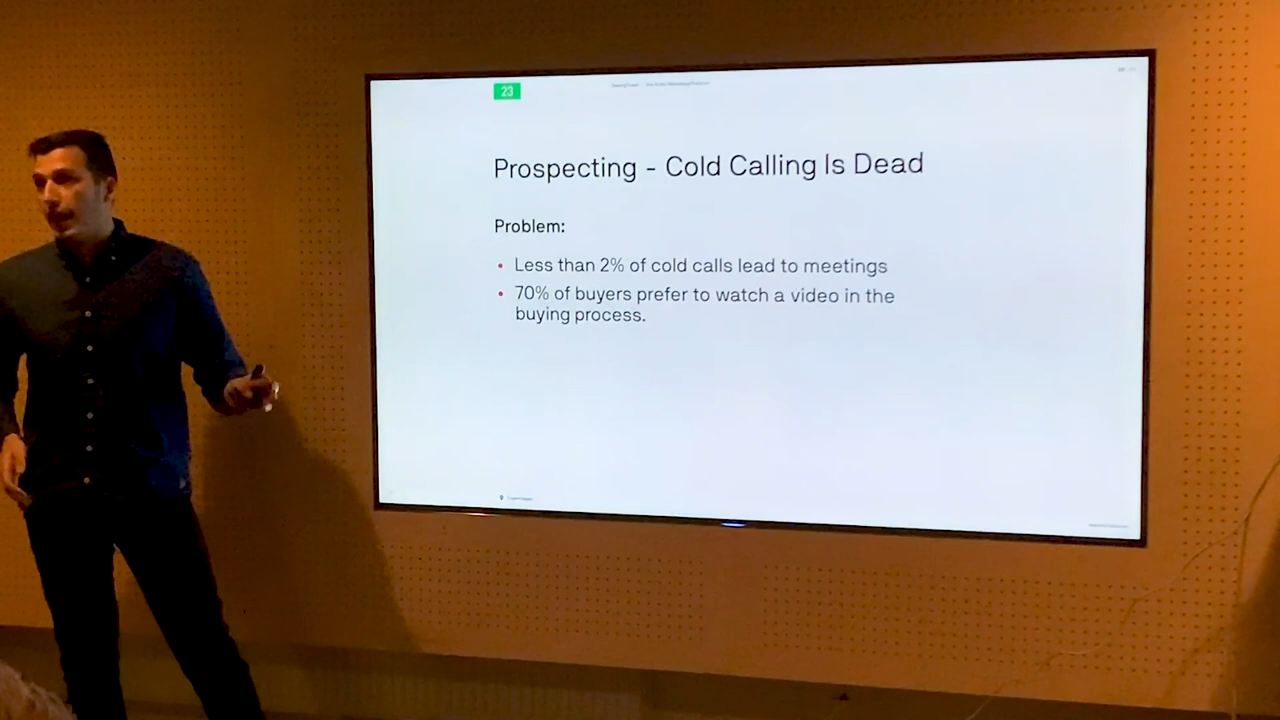 23
Prospecting - Cold Calling Is Dead
Problem:
• Less than 2% of cold calls lead to meetings
• 70% of buyers prefer to watch a video in the
buying process.